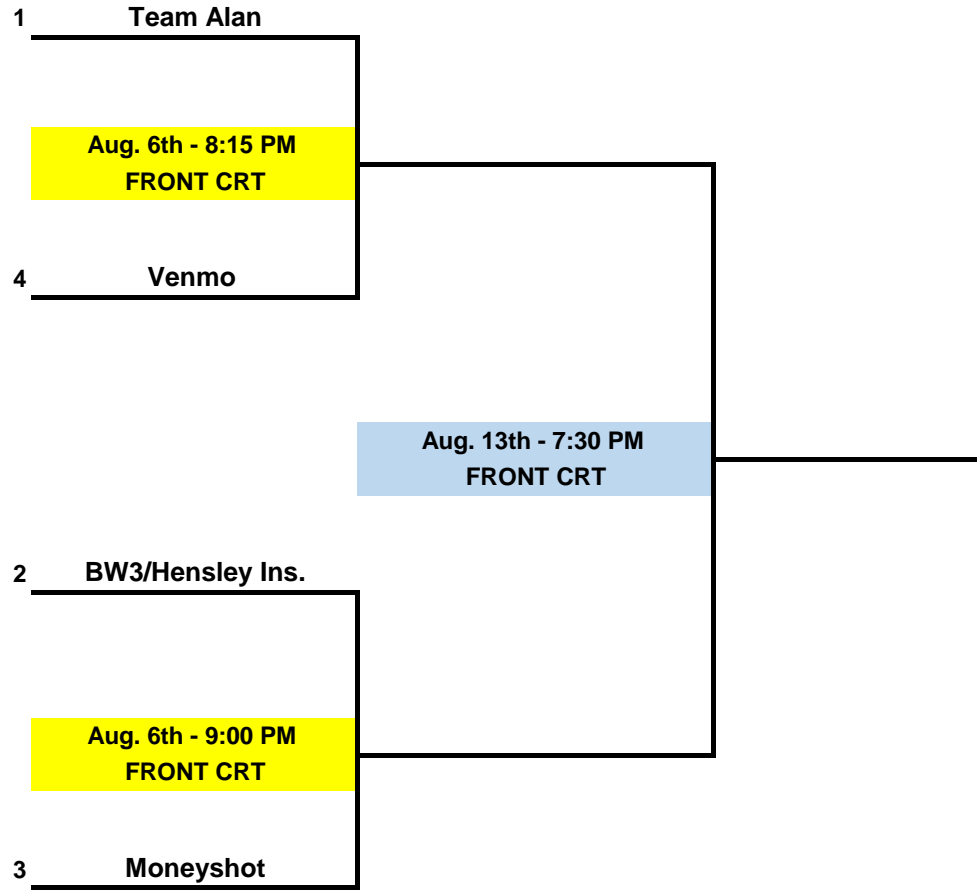 1 Team Alan
Aug. 6th - 8:15 PM
FRONT CRT
4 Venmo
Aug. 13th - 7:30 PM
FRONT CRT
2 BW3/Hensley Ins.
Aug. 6th - 9:00 PM
FRONT CRT
3 Moneyshot